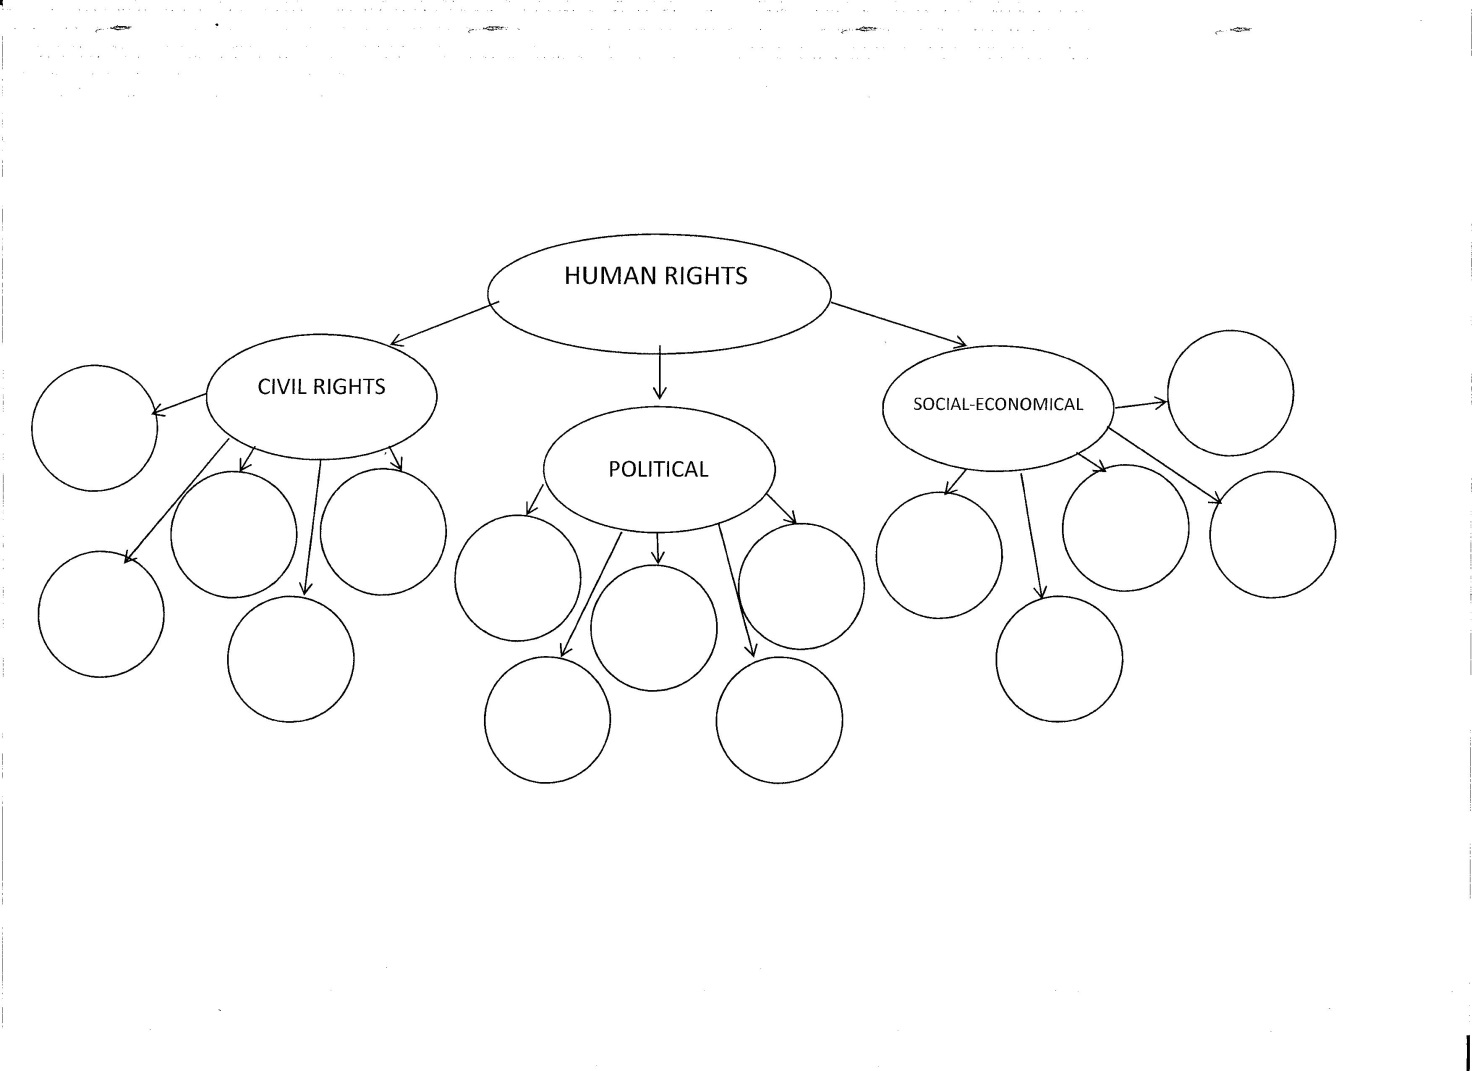 HUMAN RIGHTS
CIVIL RIGHTS
SOCIAL-ECONOMICAL
POLITICAL